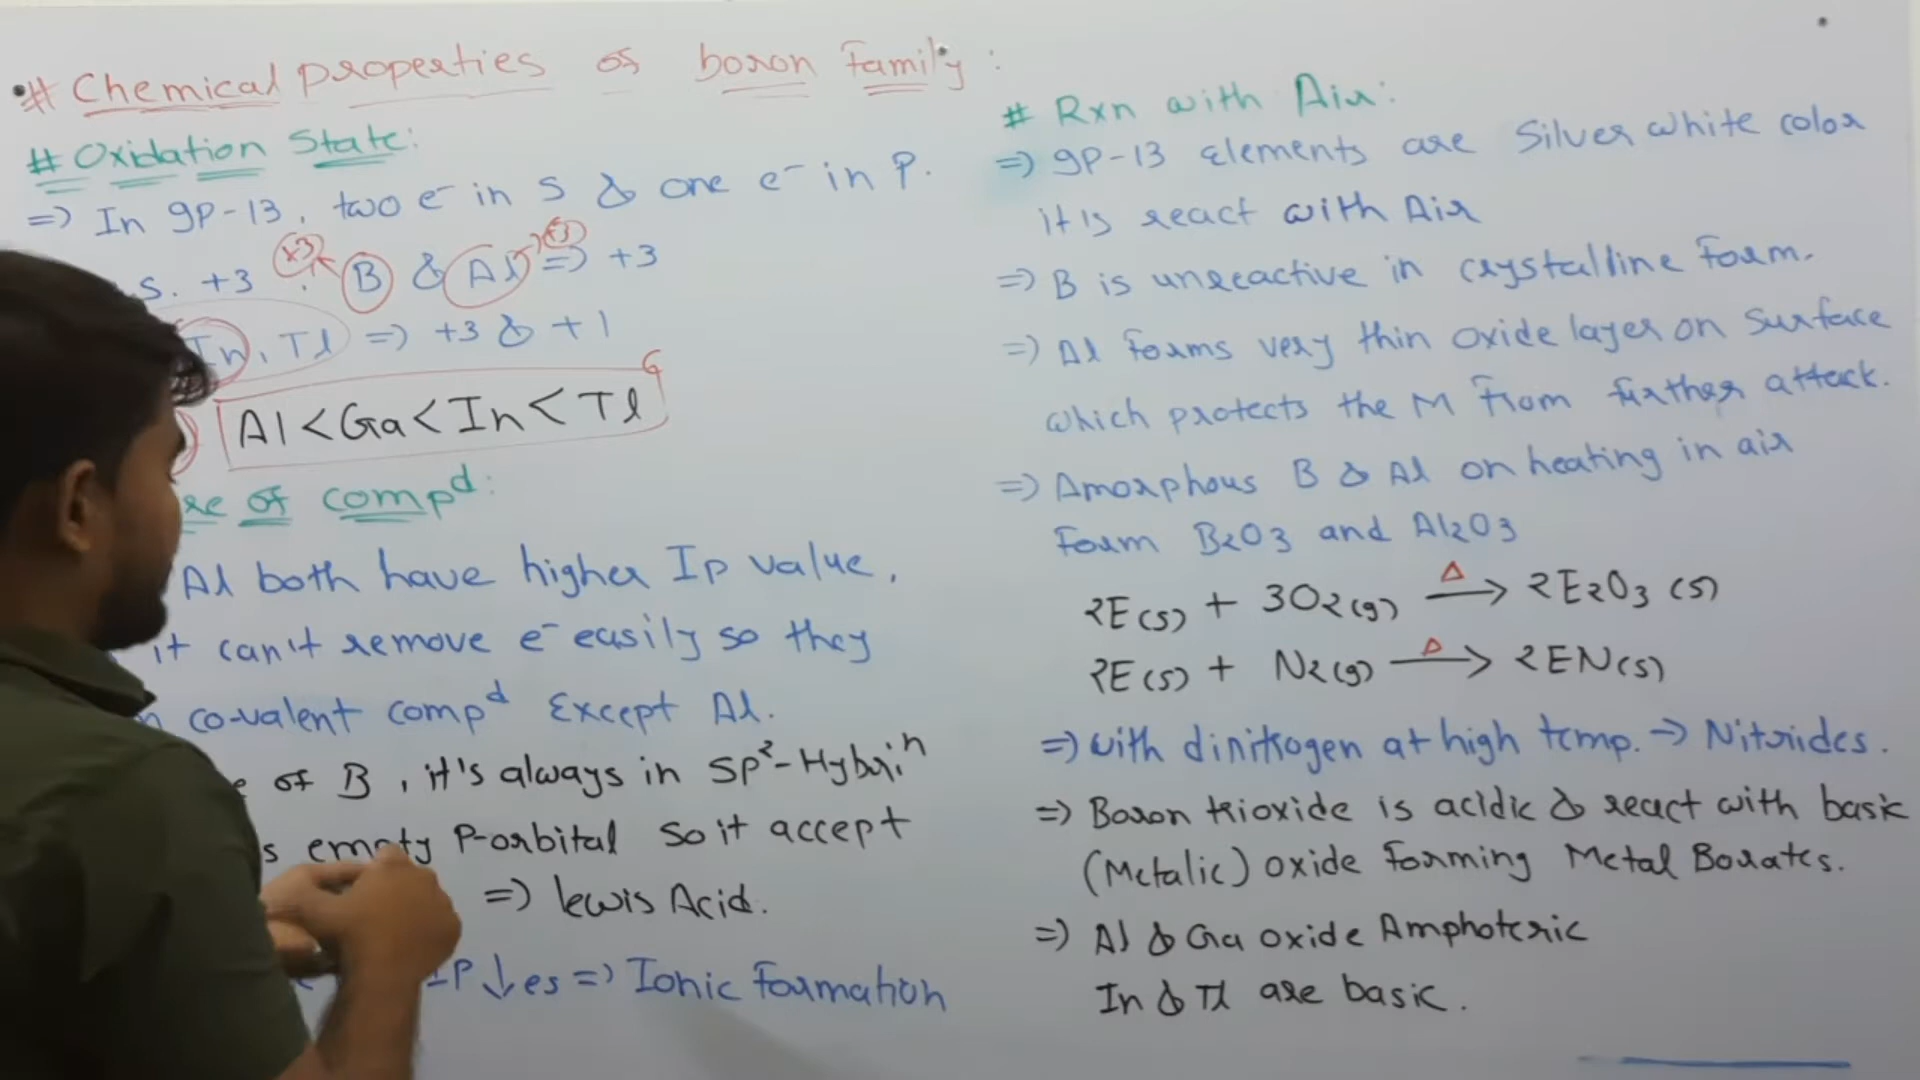 # Chemical properties of boron Family:
# Oxidation State:
=> In gp-13, two e⁻ in S & one e⁻ in P.
S. +3 +3 B & Al +3 => +3
In, Tl => +3 & +1
Al < Ga < In < Tl
of compd:
Al both have higher Ip value,
it can't remove e⁻ easily so they
co-valent compd Except Al.
of B, it's always in SP²-Hybriⁿ
empty P-orbital so it accept
=> lewis Acid.
IP ↓es => Ionic Formation
# Rxn with Air:
=> gp-13 Elements are Silver white color
it is react with Air
=> B is unreactive in crystalline Form.
=> Al Forms very thin oxide layer on Surface
which protects the M From further attack.
=> Amorphous B & Al on heating in air
Form B2O3 and Al2O3
2E(s) + 3O2(g) Δ→ 2E2O3(s)
2E(s) + N2(g) Δ→ 2EN(s)
=> with dinitrogen at high temp. → Nitrides.
=> Boron trioxide is acidic & react with basic
(Metalic) oxide Forming Metal Borates.
=> Al & Ga oxide Amphoteric
In & Tl are basic.